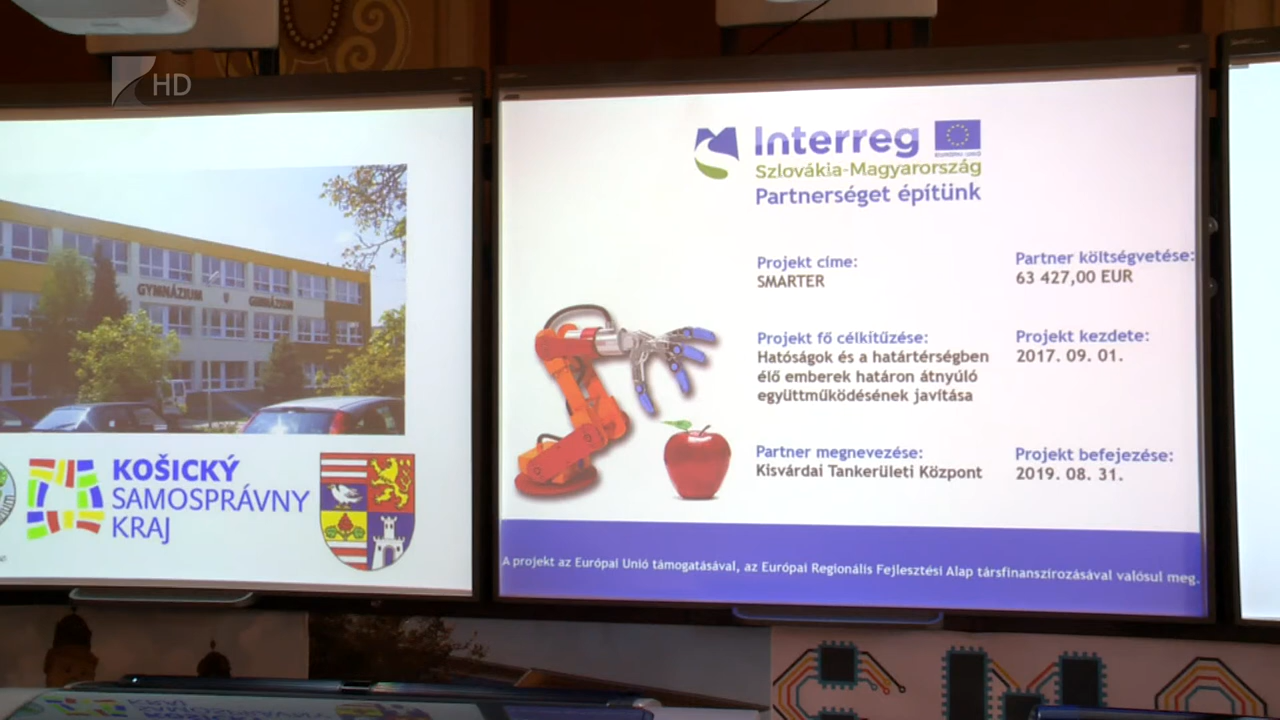 HD
GYMNÁZIUM GIMNÁZIUM
KOŠICKÝ
SAMOSPRÁVNY
KRAJ
Interreg
EURÓPAI UNIÓ
Szlovákia-Magyarország
Partnerséget építünk
Projekt címe:
SMARTER
Partner költségvetése:
63 427,00 EUR
Projekt fő célkitűzése:
Hatóságok és a határtérségben
élő emberek határon átnyúló
együttműködésének javítása
Projekt kezdete:
2017. 09. 01.
Partner megnevezése:
Kisvárdai Tankerületi Központ
Projekt befejezése:
2019. 08. 31.
A projekt az Európai Unió támogatásával, az Európai Regionális Fejlesztési Alap társfinanszírozásával valósul meg.